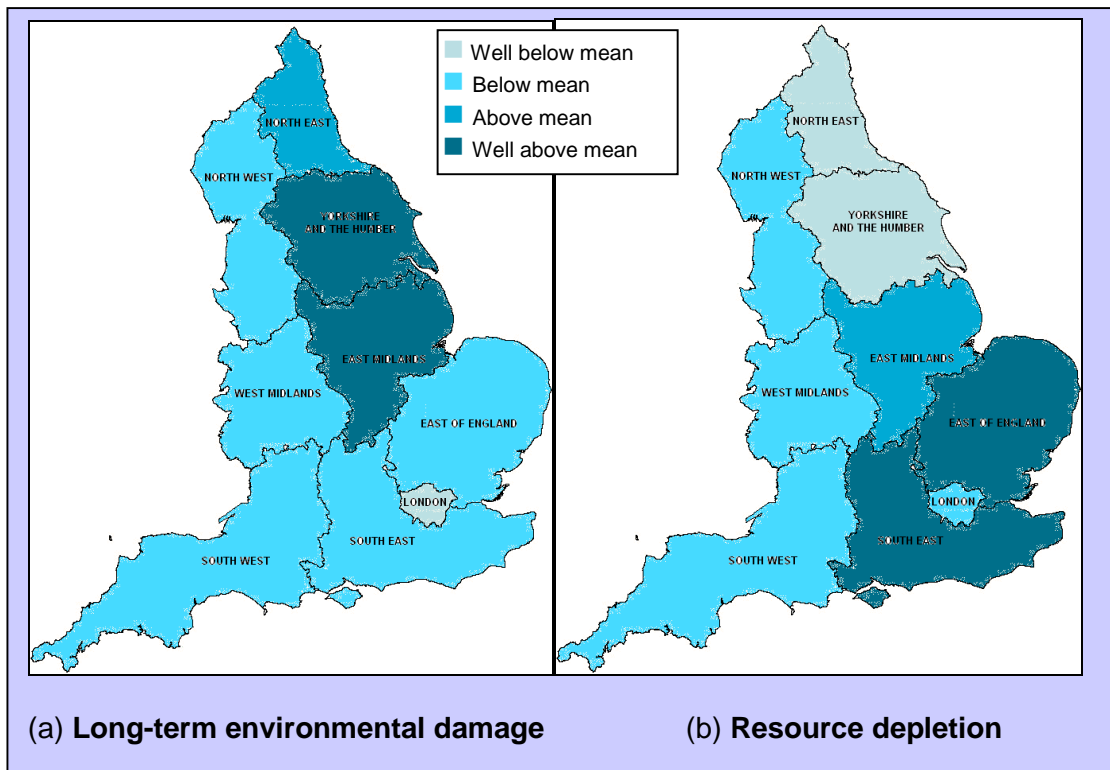 Well below mean
Below mean
Above mean
Well above mean
NORTH EAST
NORTH WEST
YORKSHIRE
AND THE HUMBER
EAST MIDLANDS
WEST MIDLANDS
EAST OF ENGLAND
LONDON
SOUTH EAST
SOUTH WEST
NORTH EAST
NORTH WEST
YORKSHIRE
AND THE HUMBER
EAST MIDLANDS
WEST MIDLANDS
EAST OF ENGLAND
LONDON
SOUTH EAST
SOUTH WEST
(a) Long-term environmental damage
(b) Resource depletion